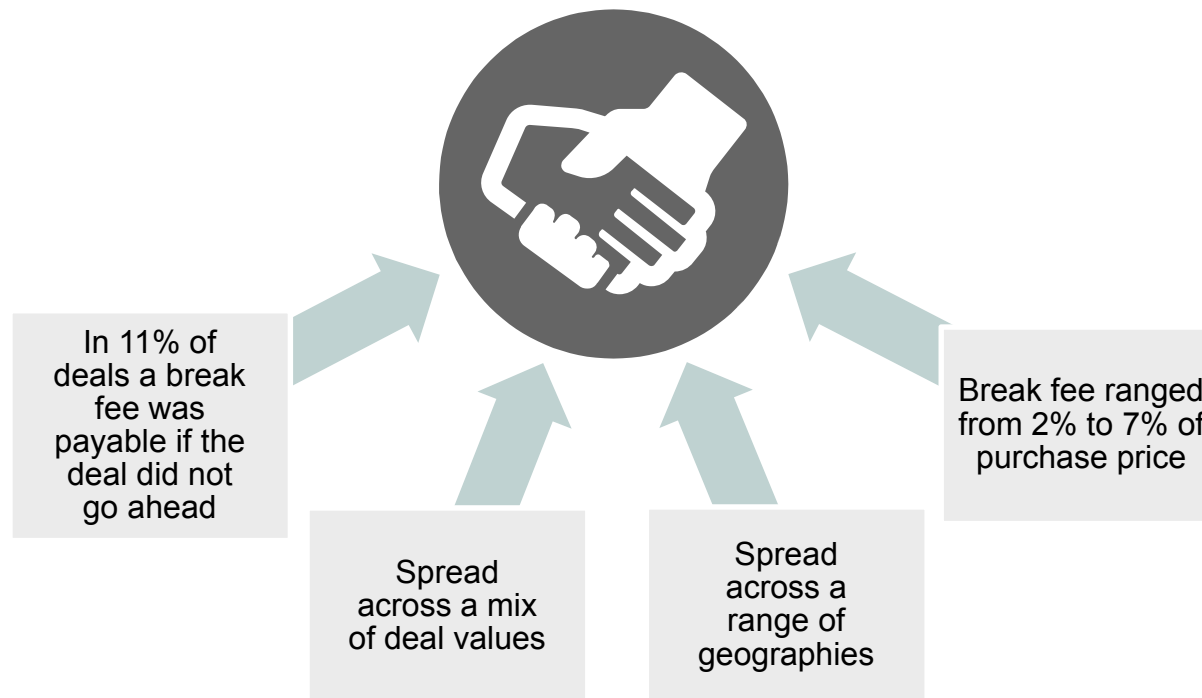 In 11% of
deals a break
fee was
payable if the
deal did not
go ahead
Spread
across a mix
of deal values
Spread
across a
range of
geographies
Break fee ranged
from 2% to 7% of
purchase price